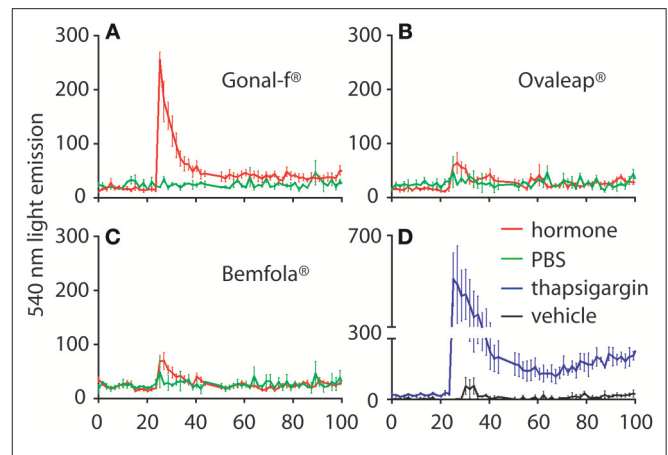 A
B
300
200
100
0
Gonal-f®
300
200
100
0
Ovaleap®
540 nm light emission
C
D
300
200
100
0
Bemfola®
0 20 40 60 80 100
700
300
0
hormone
PBS
thapsigargin
vehicle
0 20 40 60 80 100